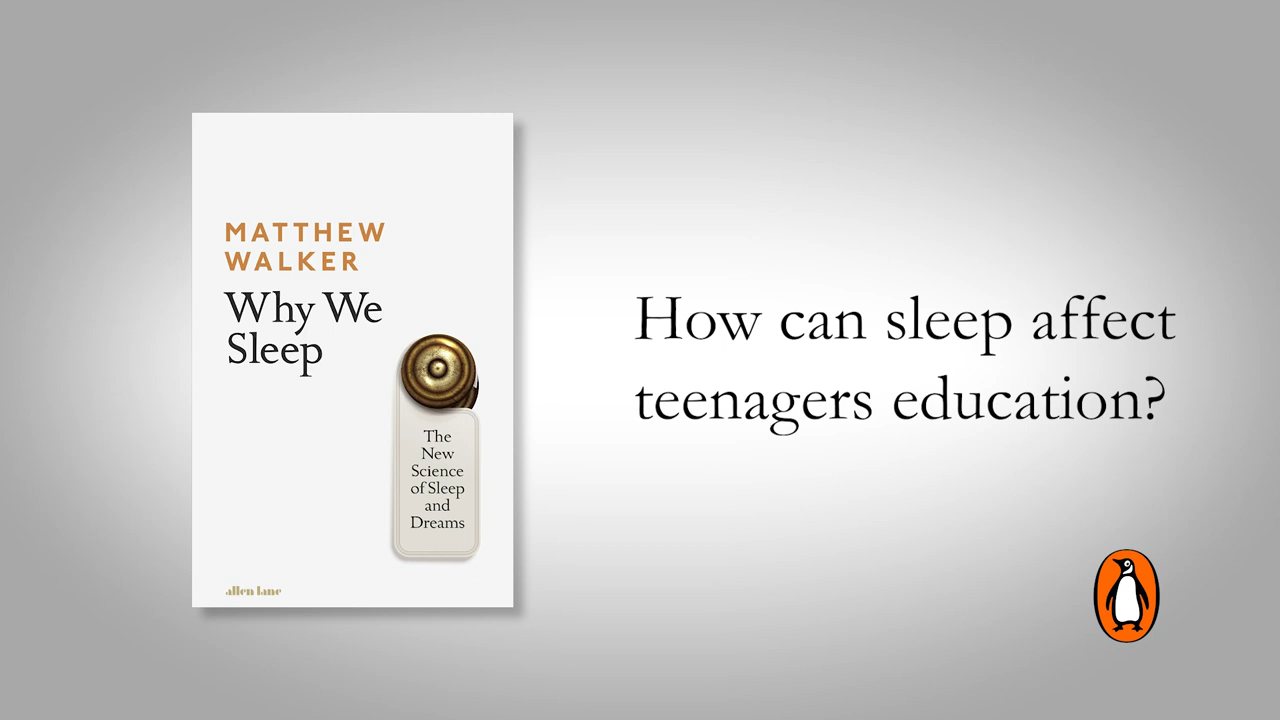 MATTHEW
WALKER
Why We
Sleep
The
New
Science
of Sleep
and
Dreams
allen lane
How can sleep affect
teenagers education?